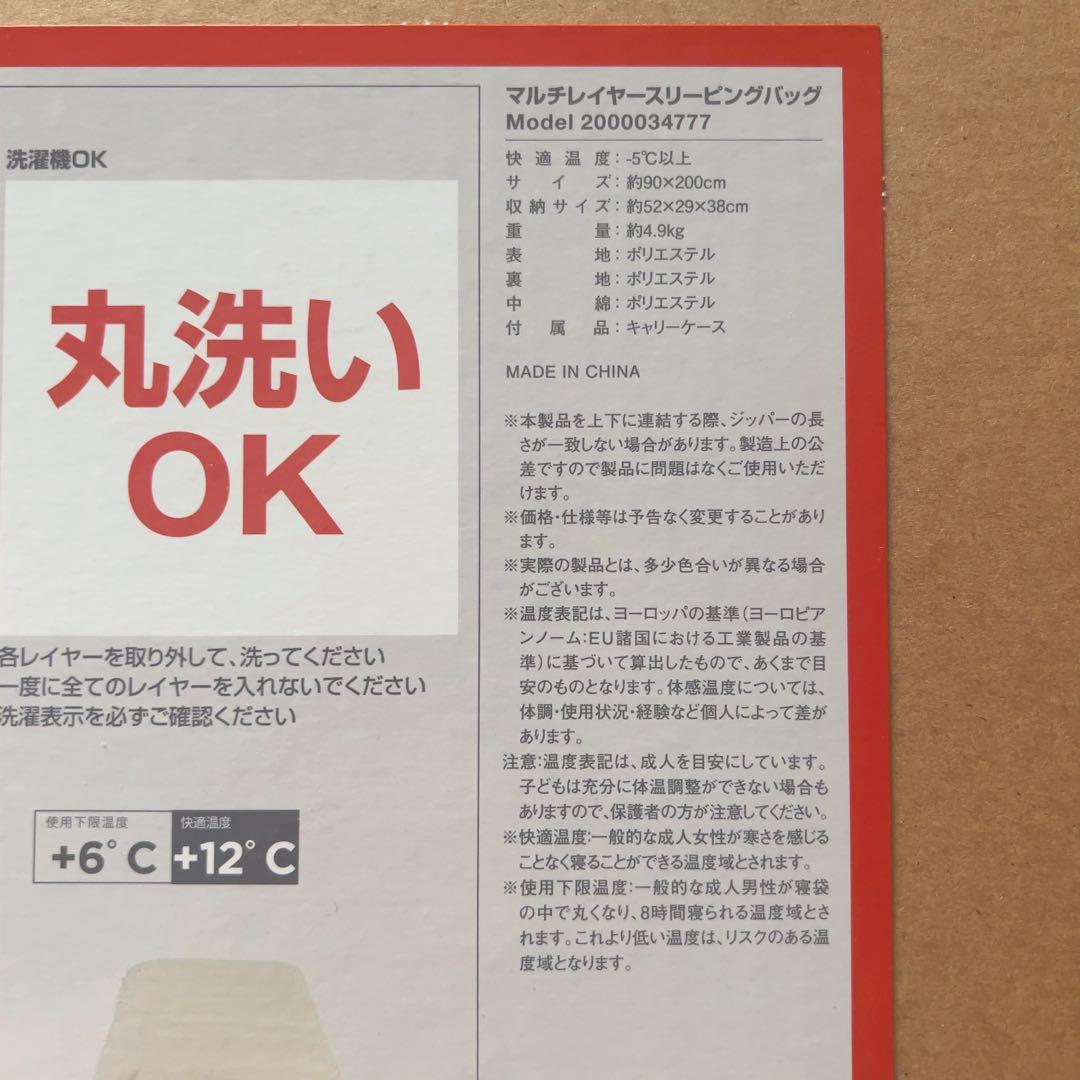 洗濯機OK
丸洗い
OK
各レイヤーを取り外して、洗ってください
一度に全てのレイヤーを入れないでください
洗濯表示を必ずご確認ください
使用下限温度
+6°C
快適温度
+12°C
マルチレイヤースリーピングバッグ
Model 2000034777
快適温度：-5℃以上
サイズ：約90×200cm
収納サイズ：約52×29×38cm
重量：約4.9kg
表地：ポリエステル
裏地：ポリエステル
中綿：ポリエステル
付属品：キャリーケース
MADE IN CHINA
※本製品を上下に連結する際、ジッパーの長
さが一致しない場合があります。製造上の公
差ですので製品に問題はなくご使用いただ
けます。
※価格・仕様等は予告なく変更することがあり
ます。
※実際の製品とは、多少色合いが異なる場合
がございます。
※温度表記は、ヨーロッパの基準（ヨーロピア
ンノーム：EU諸国における工業製品の基
準）に基づいて算出したもので、あくまで目
安のものとなります。体感温度については、
体調・使用状況・経験など個人によって差が
あります。
注意：温度表記は、成人を目安にしています。
子どもは充分に体温調整ができない場合も
ありますので、保護者の方が注意してください。
※快適温度：一般的な成人女性が寒さを感じる
ことなく寝ることができる温度域とされます。
※使用下限温度：一般的な成人男性が寝袋
の中で丸くなり、8時間寝られる温度域とさ
れます。これより低い温度は、リスクのある温
度域となります。